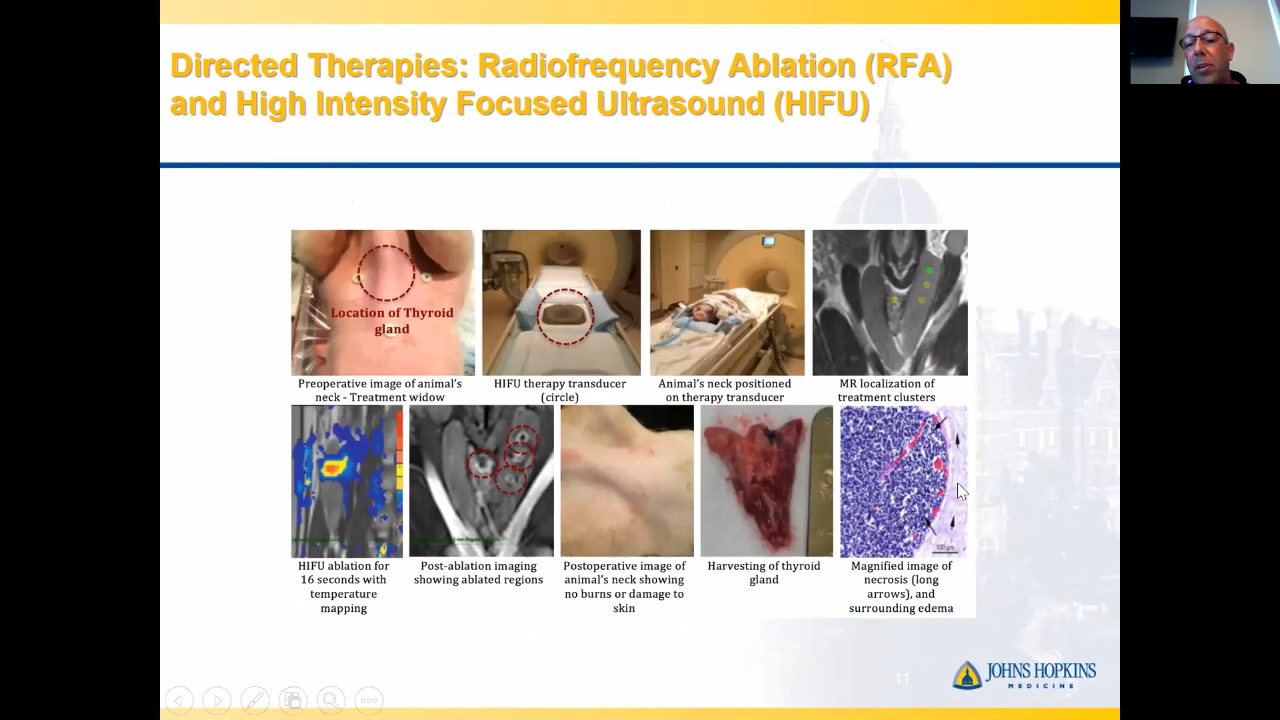 Directed Therapies: Radiofrequency Ablation (RFA)
and High Intensity Focused Ultrasound (HIFU)
Location of Thyroid
gland
Preoperative image of animal's
neck - Treatment widow
HIFU therapy transducer
(circle)
Animal's neck positioned
on therapy transducer
MR localization of
treatment clusters
100 µm
HIFU ablation for
16 seconds with
temperature
mapping
Post-ablation imaging
showing ablated regions
Postoperative image of
animal's neck showing
no burns or damage to
skin
Harvesting of thyroid
gland
Magnified image of
necrosis (long
arrows), and
surrounding edema
11
JOHNS HOPKINS
MEDICINE